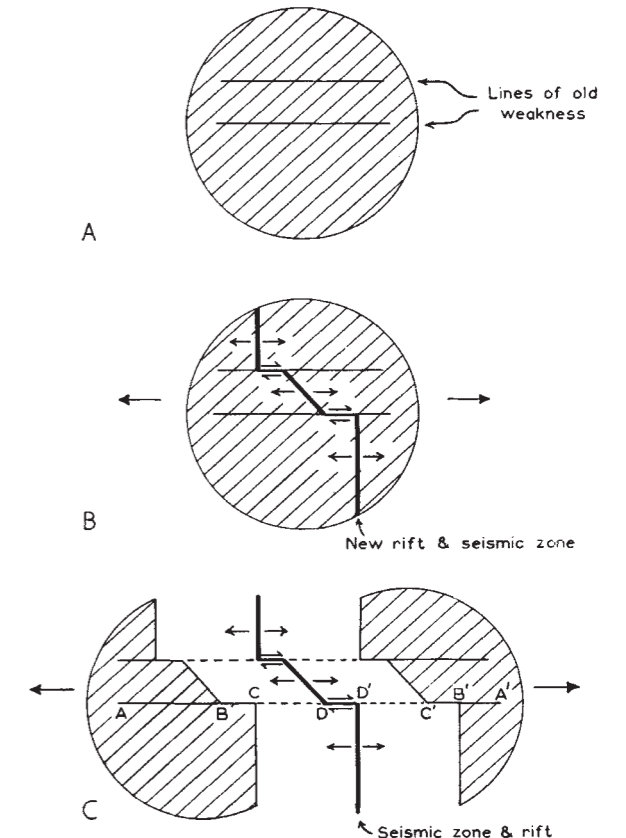 Lines of old
weakness
A
B
New rift & seismic zone
C D' B' A'
A B D C'
C
Seismic zone & rift